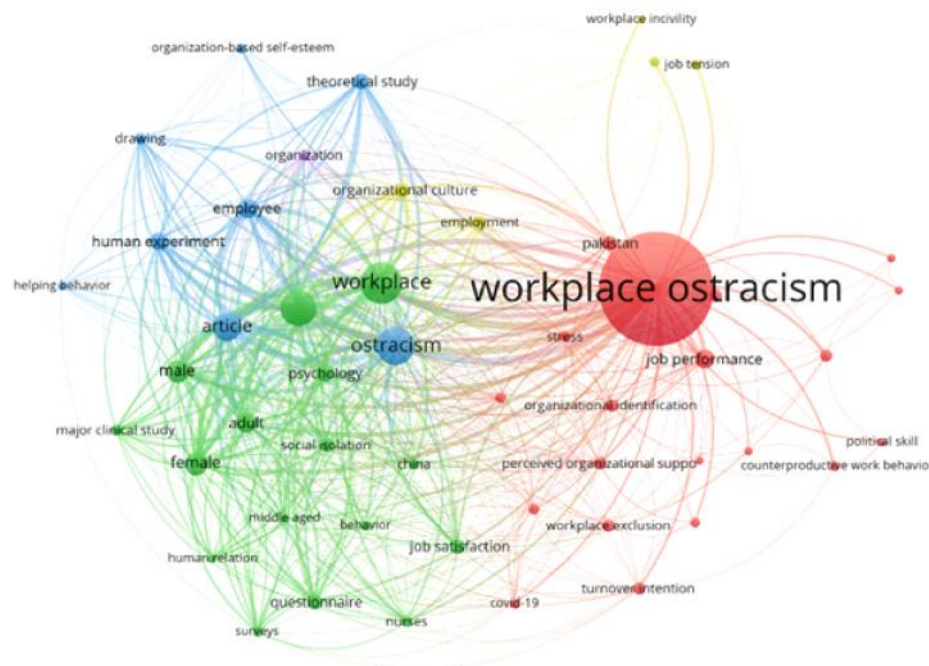 workplace incivility
organization-based self-esteem
job tension
theoretical study
drawing
organization
organizational culture
employee
employment
human experiment
pakistan
workplace
helping behavior
workplace ostracism
article
stress
ostracism
job performance
male
psychology
organizational identification
adult
major clinical study
political skill
social isolation
female
china
perceived organizational suppo
counterproductive work behavio
middle aged
behavior
workplace exclusion
job satisfaction
human relation
turnover intention
questionnaire
covid-19
nurses
surveys